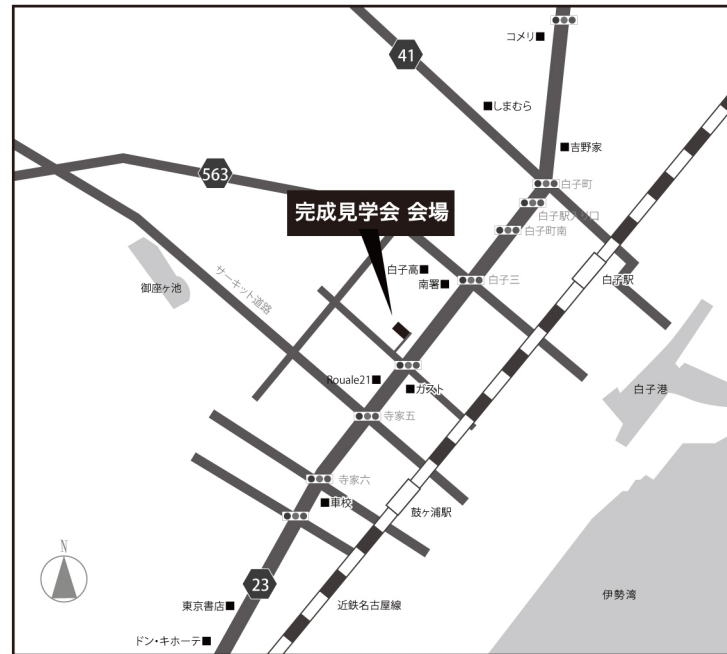 コメリ
41
しまむら
吉野家
白子町
563
白子駅入り口
完成見学会 会場
白子町南
白子高
南署
白子三
白子駅
御座ヶ池
サーキット道路
Rouale21
ガスト
白子港
寺家五
寺家六
車校
鼓ヶ浦駅
N
23
東京書店
近鉄名古屋線
伊勢湾
ドン・キホーテ